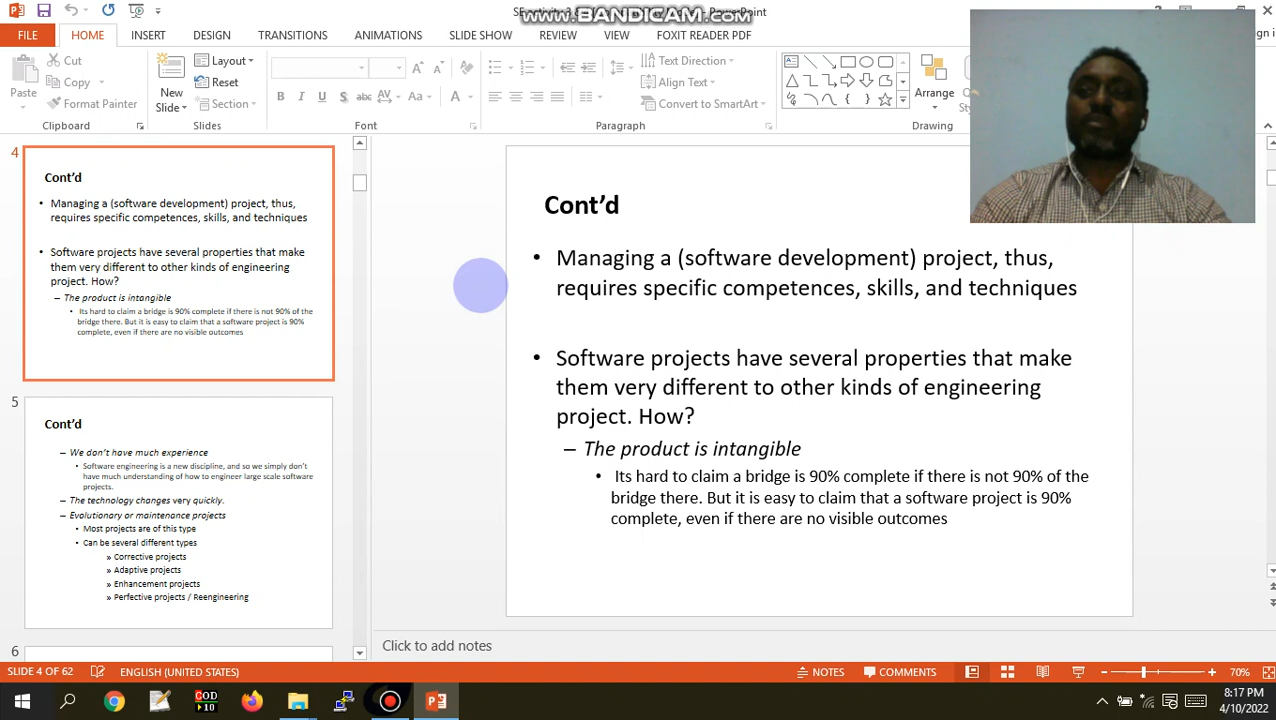 www.BANDICAM.com
PowerPoint
FILE
HOME
INSERT
DESIGN
TRANSITIONS
ANIMATIONS
SLIDE SHOW
REVIEW
VIEW
FOXIT READER PDF
Cut
Copy
Format Painter
Paste
Clipboard
New
Slide
Layout
Reset
Section
Slides
B I U S abc AV Aa A
Font
Text Direction
Align Text
Convert to SmartArt
Paragraph
Arrange
Drawing
4
Cont’d
• Managing a (software development) project, thus,
requires specific competences, skills, and techniques
• Software projects have several properties that make
them very different to other kinds of engineering
project. How?
– The product is intangible
• Its hard to claim a bridge is 90% complete if there is not 90% of the
bridge there. But it is easy to claim that a software project is 90%
complete, even if there are no visible outcomes
5
Cont’d
– We don’t have much experience
• Software engineering is a new discipline, and so we simply don’t
have much understanding of how to engineer large scale software
projects.
– The technology changes very quickly.
– Evolutionary or maintenance projects
• Most projects are of this type
• Can be several different types
» Corrective projects
» Adaptive projects
» Enhancement projects
» Perfective projects / Reengineering
6
Cont’d
• Managing a (software development) project, thus,
requires specific competences, skills, and techniques
• Software projects have several properties that make
them very different to other kinds of engineering
project. How?
– The product is intangible
• Its hard to claim a bridge is 90% complete if there is not 90% of the
bridge there. But it is easy to claim that a software project is 90%
complete, even if there are no visible outcomes
Click to add notes
SLIDE 4 OF 62
ENGLISH (UNITED STATES)
NOTES
COMMENTS
70%
COD
10
8:17 PM
4/10/2022